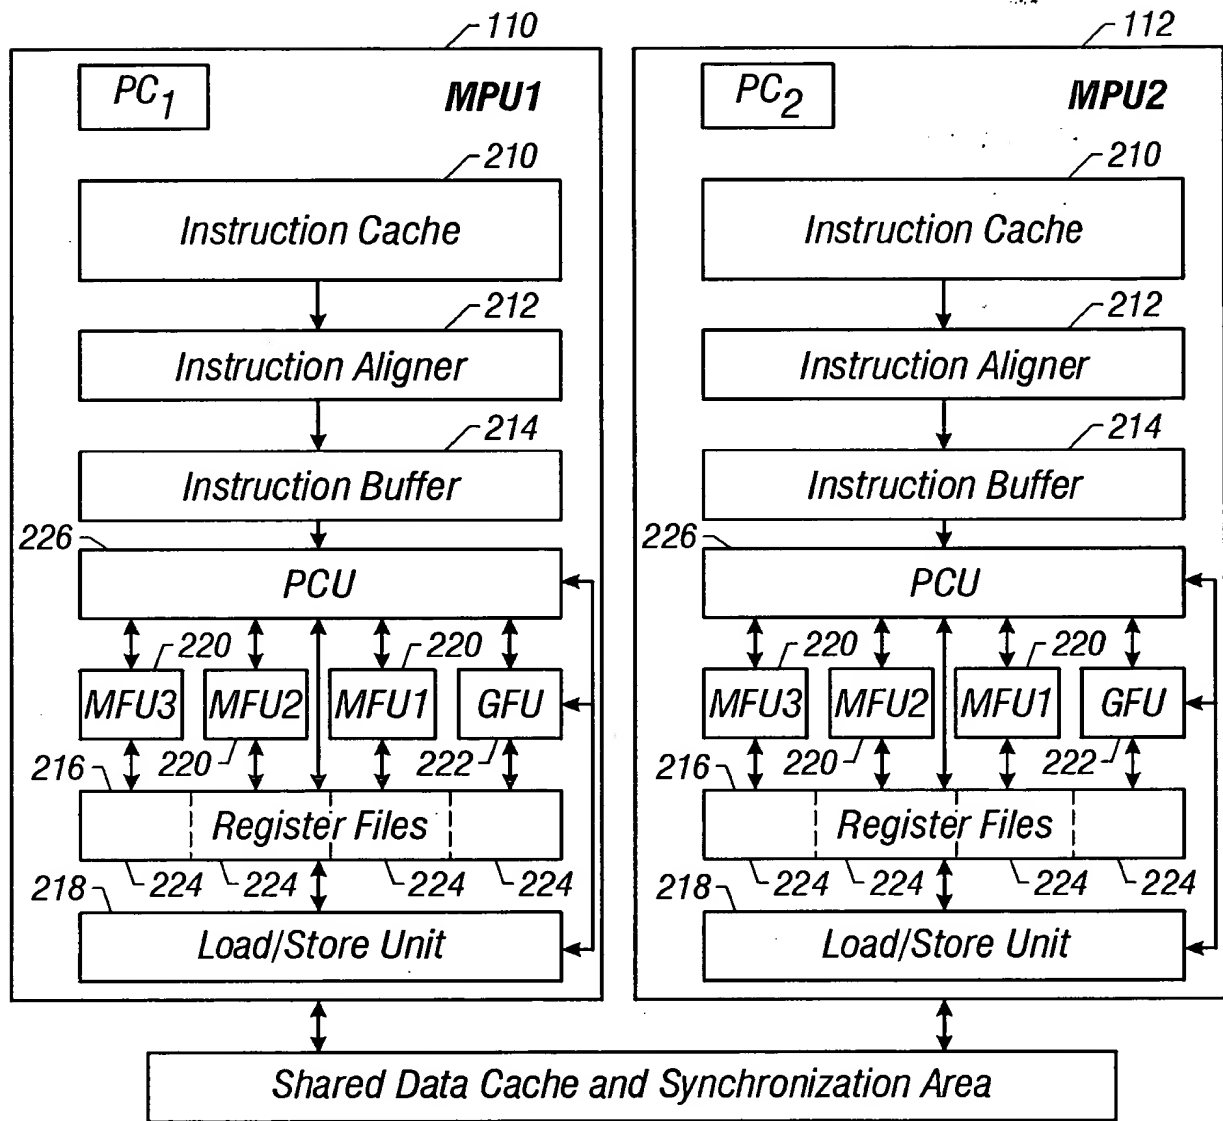 110
PC1
MPU1
210
Instruction Cache
212
Instruction Aligner
214
Instruction Buffer
226
PCU
220
220
MFU3
MFU2
MFU1
GFU
220
222
216
Register Files
224
224
224
224
218
Load/Store Unit
112
PC2
MPU2
210
Instruction Cache
212
Instruction Aligner
214
Instruction Buffer
226
PCU
220
220
MFU3
MFU2
MFU1
GFU
220
222
216
Register Files
224
224
224
224
218
Load/Store Unit
Shared Data Cache and Synchronization Area